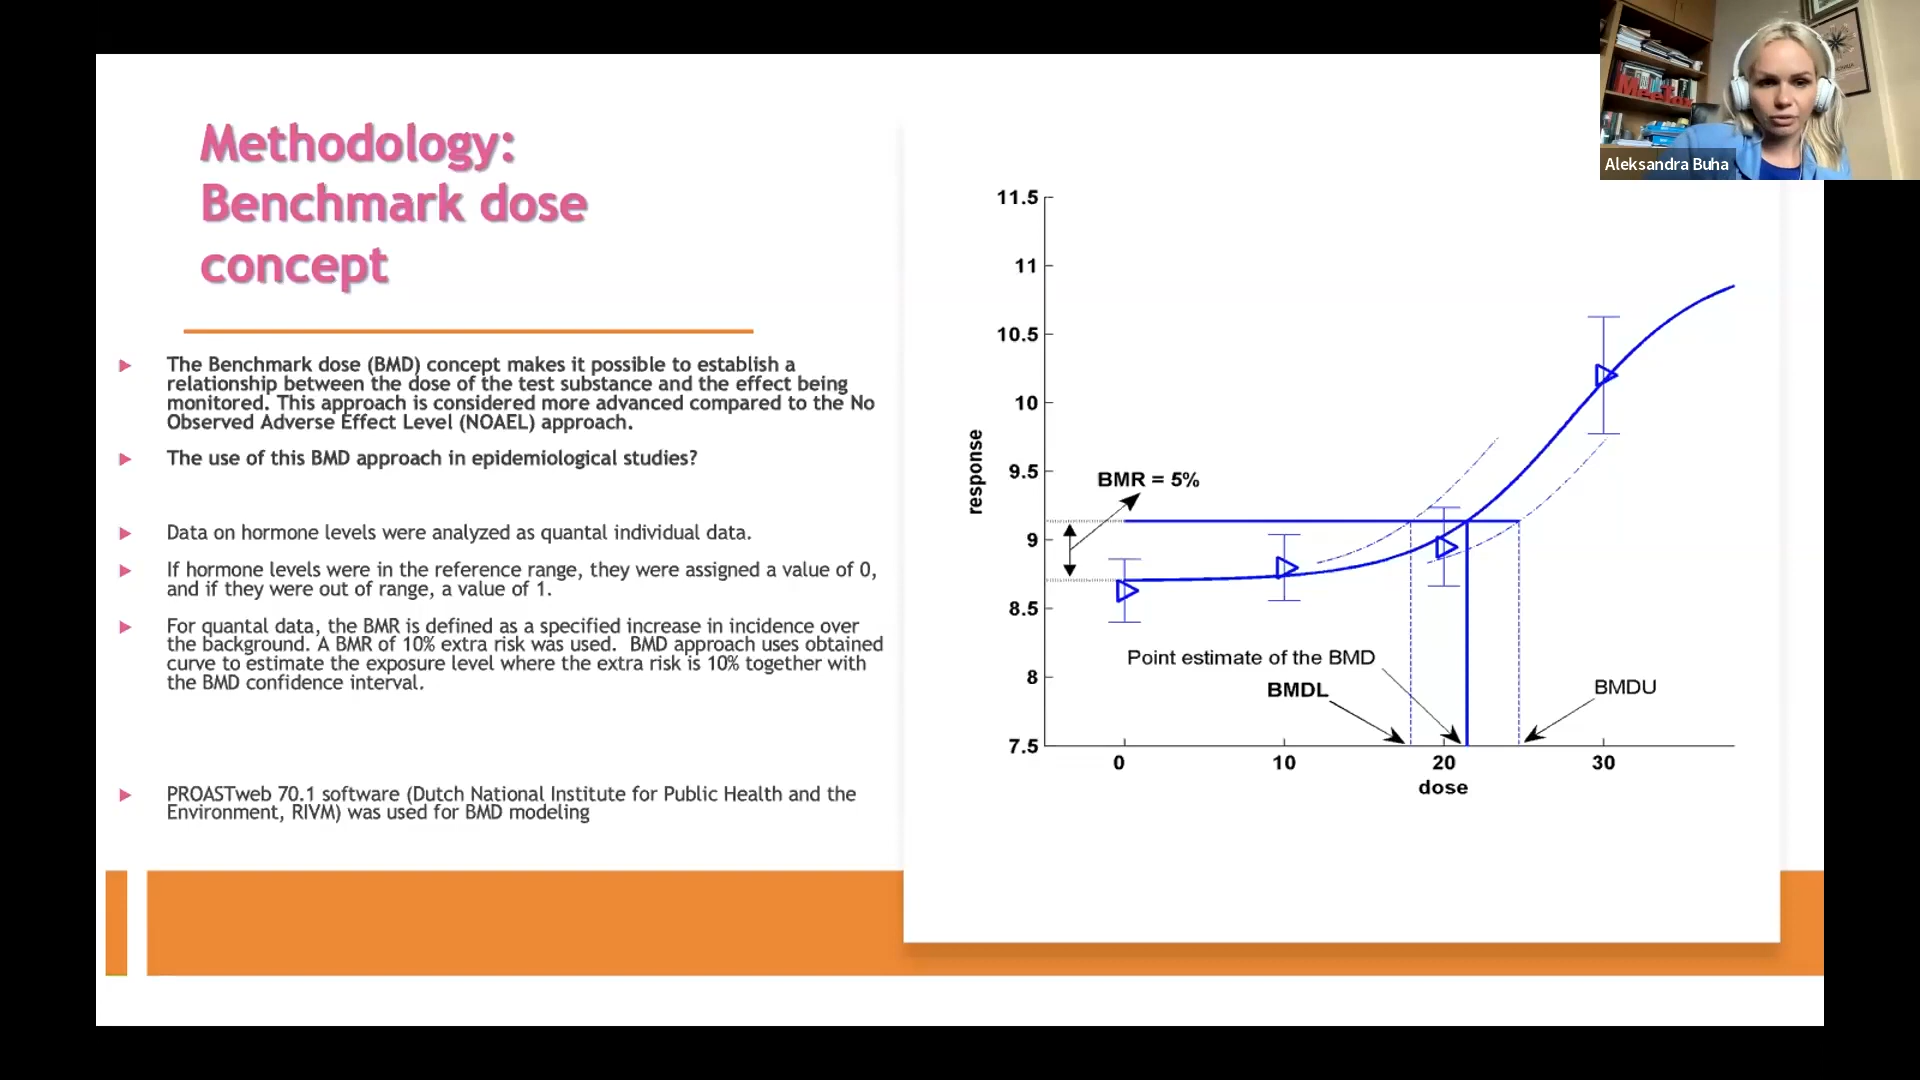 Methodology:
Benchmark dose
concept
The Benchmark dose (BMD) concept makes it possible to establish a
relationship between the dose of the test substance and the effect being
monitored. This approach is considered more advanced compared to the No
Observed Adverse Effect Level (NOAEL) approach.
The use of this BMD approach in epidemiological studies?
Data on hormone levels were analyzed as quantal individual data.
If hormone levels were in the reference range, they were assigned a value of 0,
and if they were out of range, a value of 1.
For quantal data, the BMR is defined as a specified increase in incidence over
the background. A BMR of 10% extra risk was used. BMD approach uses obtained
curve to estimate the exposure level where the extra risk is 10% together with
the BMD confidence interval.
PROASTweb 70.1 software (Dutch National Institute for Public Health and the
Environment, RIVM) was used for BMD modeling
11.5
11
10.5
10
9.5
9
8.5
8
7.5
response
BMR = 5%
Point estimate of the BMD
BMDL
BMDU
0 10 20 30
dose
MeeTox
Aleksandra Buha